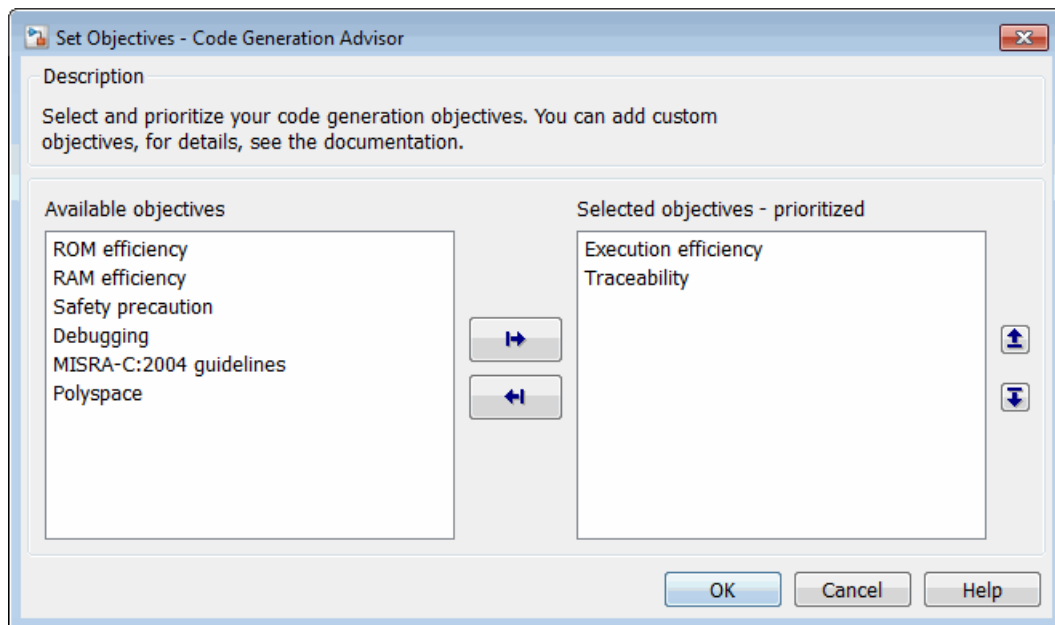 Set Objectives - Code Generation Advisor
Description
Select and prioritize your code generation objectives. You can add custom
objectives, for details, see the documentation.
Available objectives
ROM efficiency
RAM efficiency
Safety precaution
Debugging
MISRA-C:2004 guidelines
Polyspace
Selected objectives - prioritized
Execution efficiency
Traceability
OK
Cancel
Help